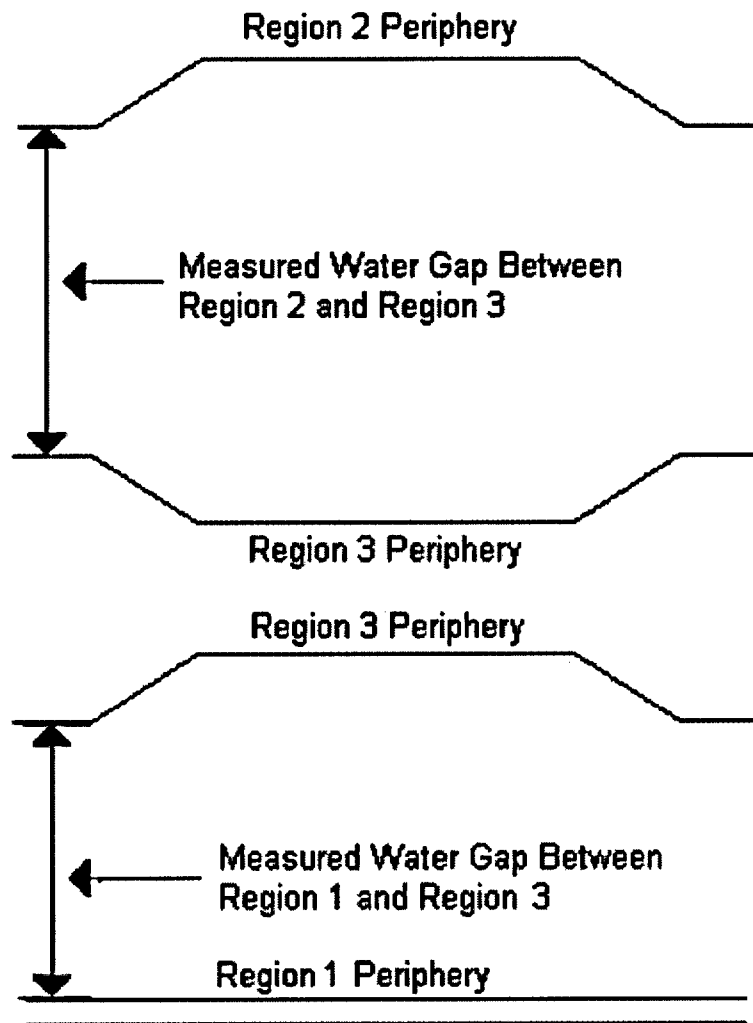 Region 2 Periphery
Measured Water Gap Between
Region 2 and Region 3
Region 3 Periphery
Region 3 Periphery
Measured Water Gap Between
Region 1 and Region 3
Region 1 Periphery